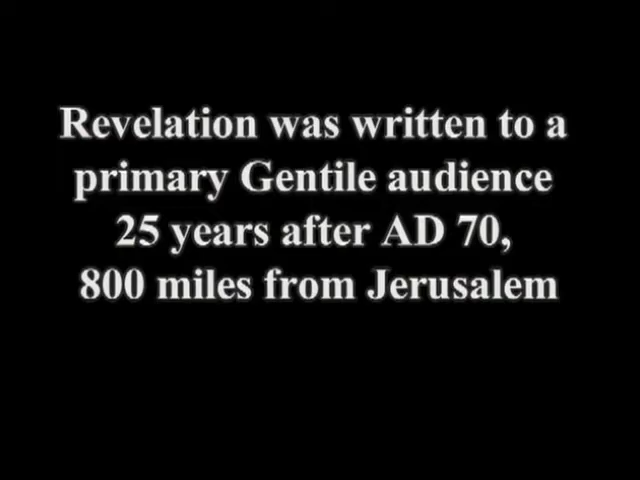 Revelation was written to a
primary Gentile audience
25 years after AD 70,
800 miles from Jerusalem